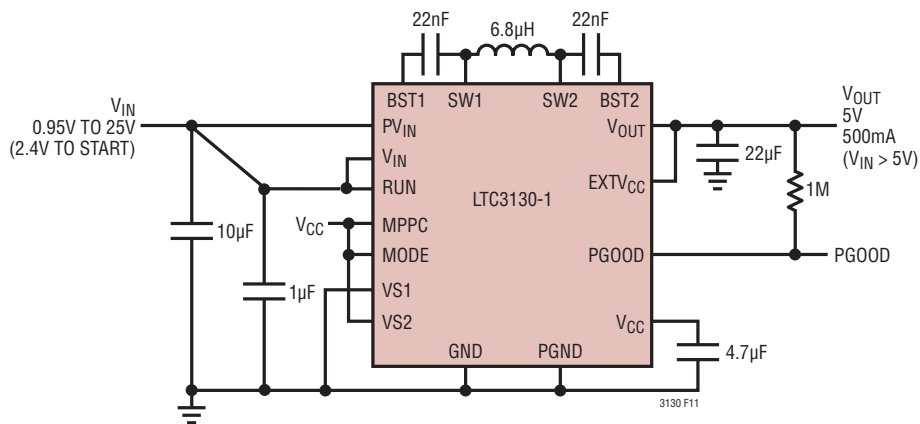 22nF
6.8µH
22nF
BST1
SW1
SW2
BST2
VIN
0.95V TO 25V
(2.4V TO START)
PVIN
VIN
RUN
VCC
MPPC
MODE
VS1
VS2
10µF
1µF
LTC3130-1
GND
PGND
VOUT
EXTVCC
PGOOD
VCC
22µF
1M
VOUT
5V
500mA
(VIN > 5V)
PGOOD
4.7µF
3130 F11